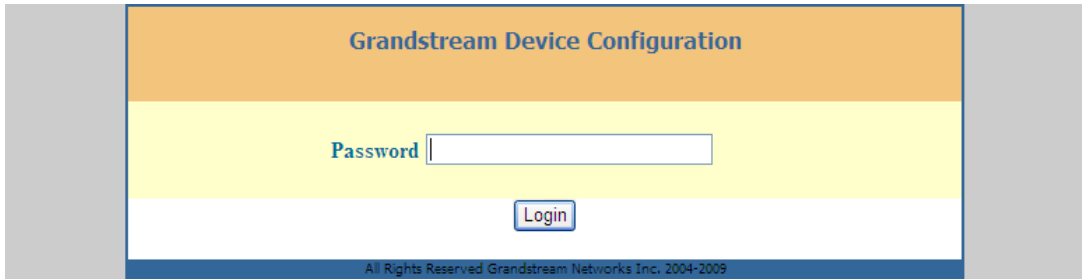 Grandstream Device Configuration
Password
Login
All Rights Reserved Grandstream Networks Inc. 2004-2009